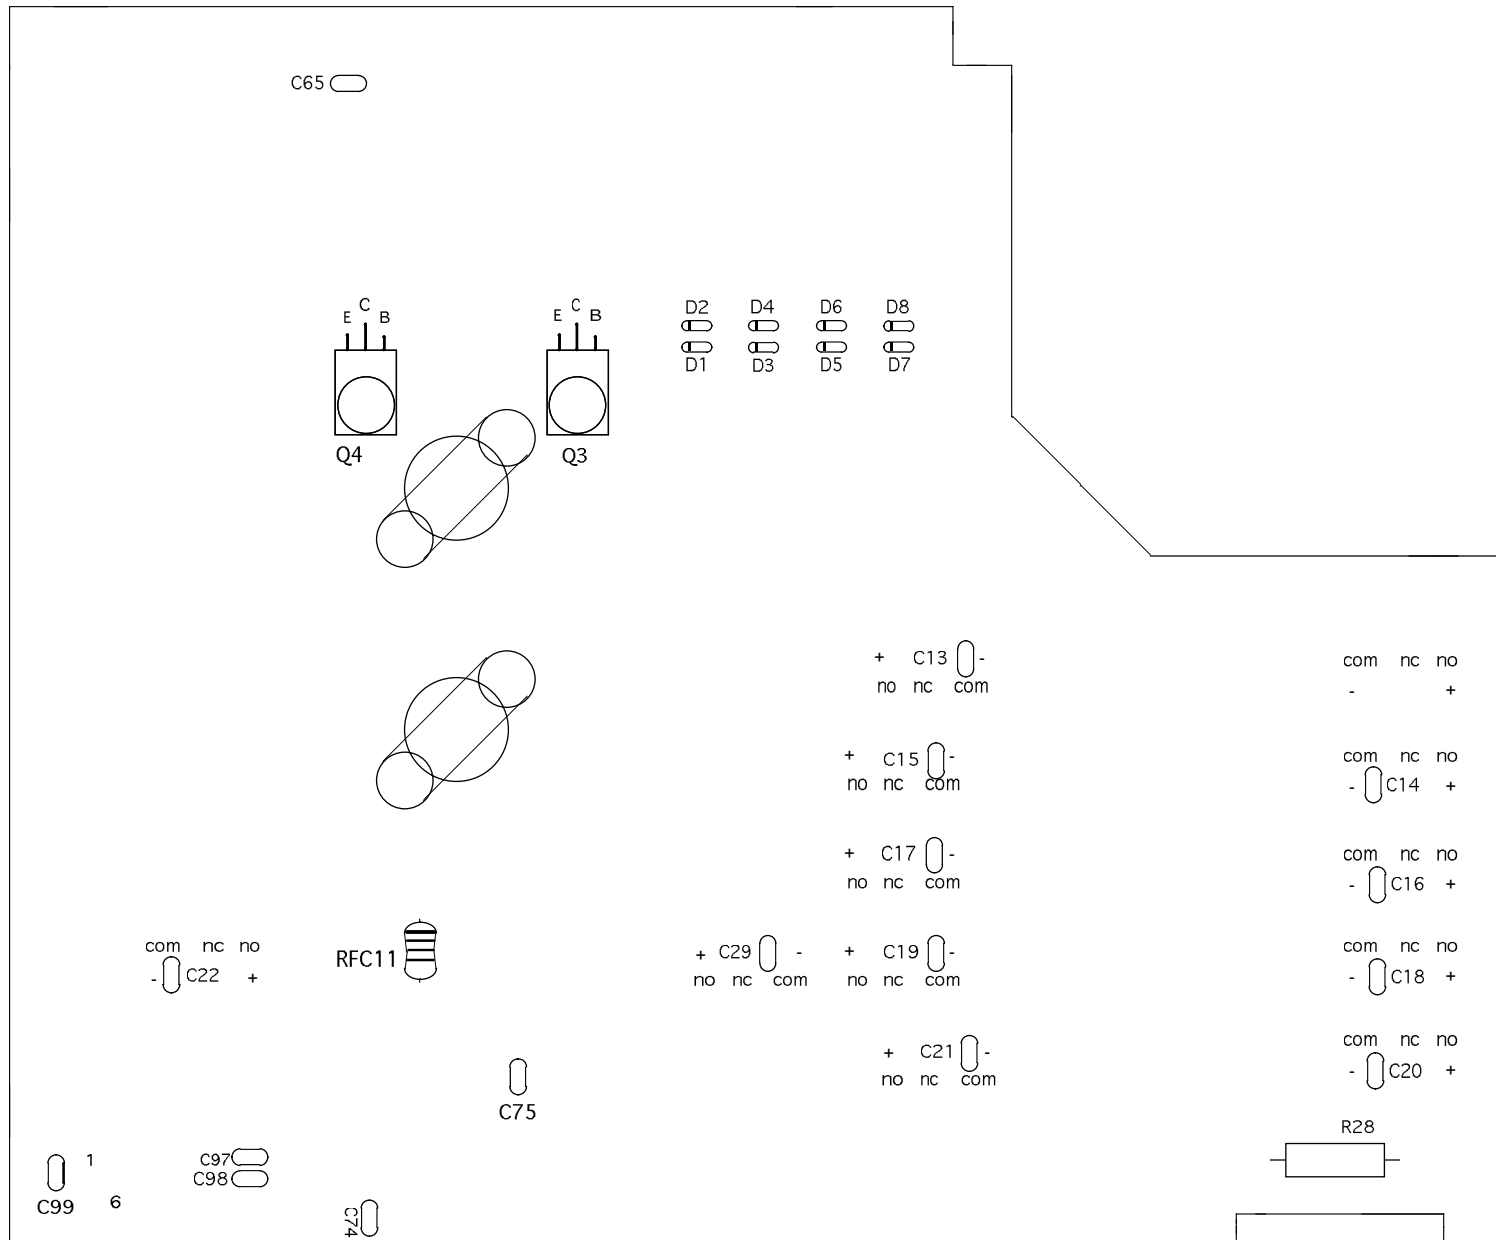 C65
C
E B
C
E B
D2 D4 D6 D8
D1 D3 D5 D7
Q4
Q3
+ C13 -
no nc com
com nc no
- +
+ C15 -
no nc com
com nc no
- C14 +
+ C17 -
no nc com
com nc no
- C16 +
com nc no
- C22 +
RFC11
+ C29 -
no nc com
+ C19 -
no nc com
com nc no
- C18 +
+ C21 -
no nc com
com nc no
- C20 +
C75
R28
1
6
C99
C97
C98
C74